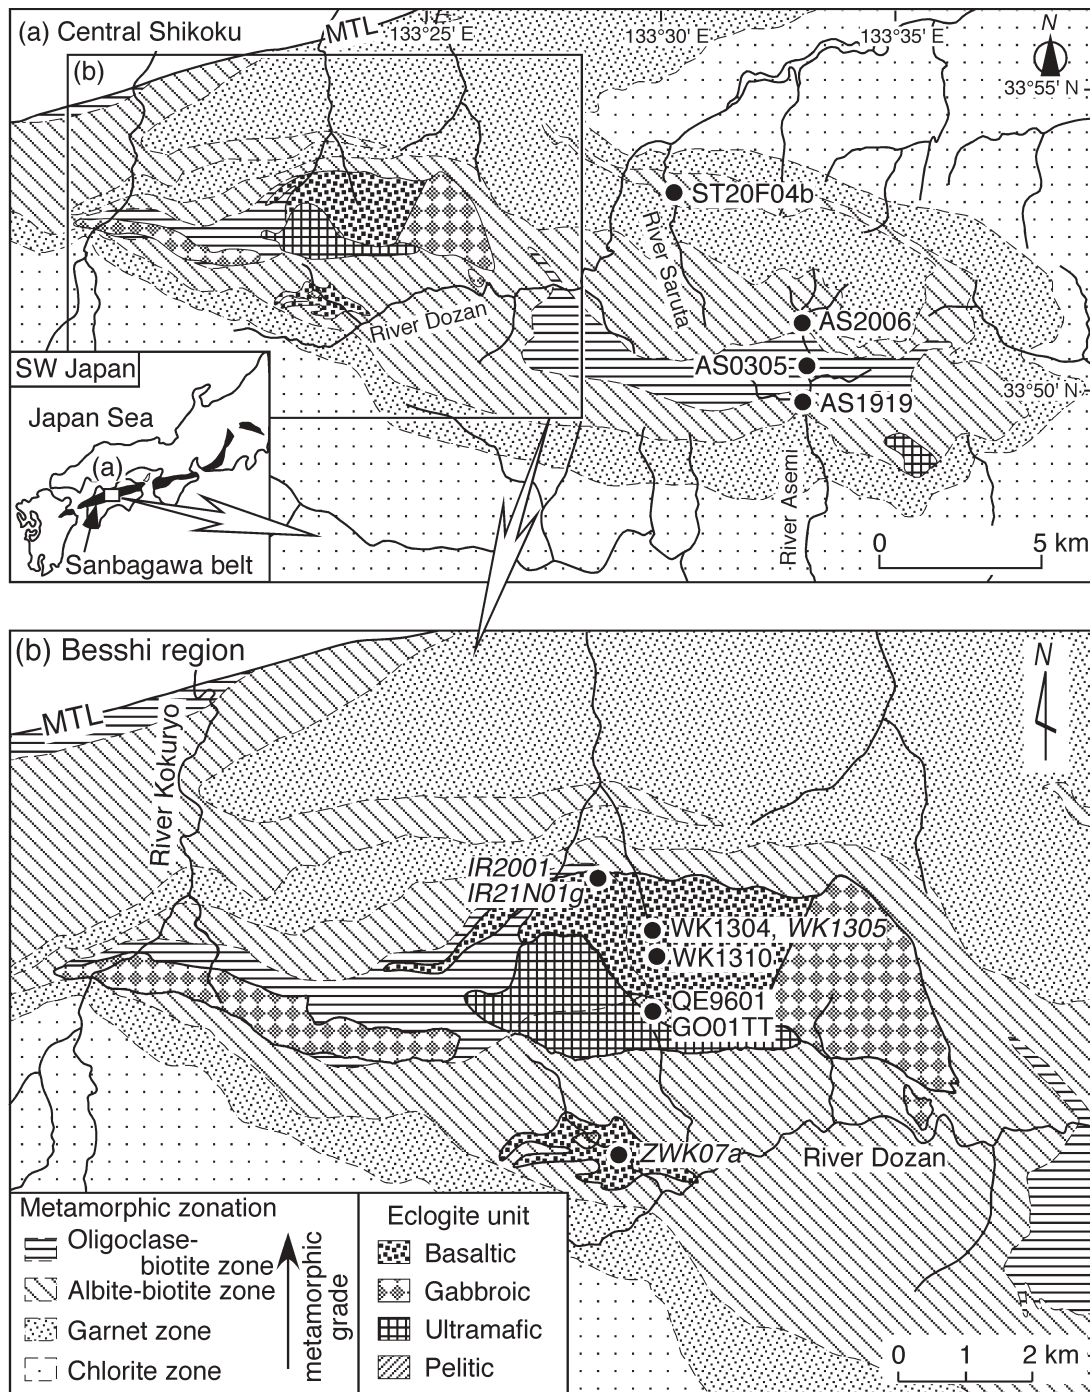 (a) Central Shikoku
MTL
133°25' E
133°30' E
133°35' E
N
33°55' N
(b)
ST20F04b
River Saruta
AS2006
River Dozan
AS0305
33°50' N
AS1919
SW Japan
Japan Sea
(a)
Sanbagawa belt
River Asemi
0 5 km
(b) Besshi region
N
MTL
River Kokuryo
IR2001
IR21N01g
WK1304, WK1305
WK1310
QE9601
GO01TT
ZWK07a
River Dozan
Metamorphic zonation
Oligoclase-
biotite zone
Albite-biotite zone
Garnet zone
Chlorite zone
metamorphic
grade
Eclogite unit
Basaltic
Gabbroic
Ultramafic
Pelitic
0 1 2 km